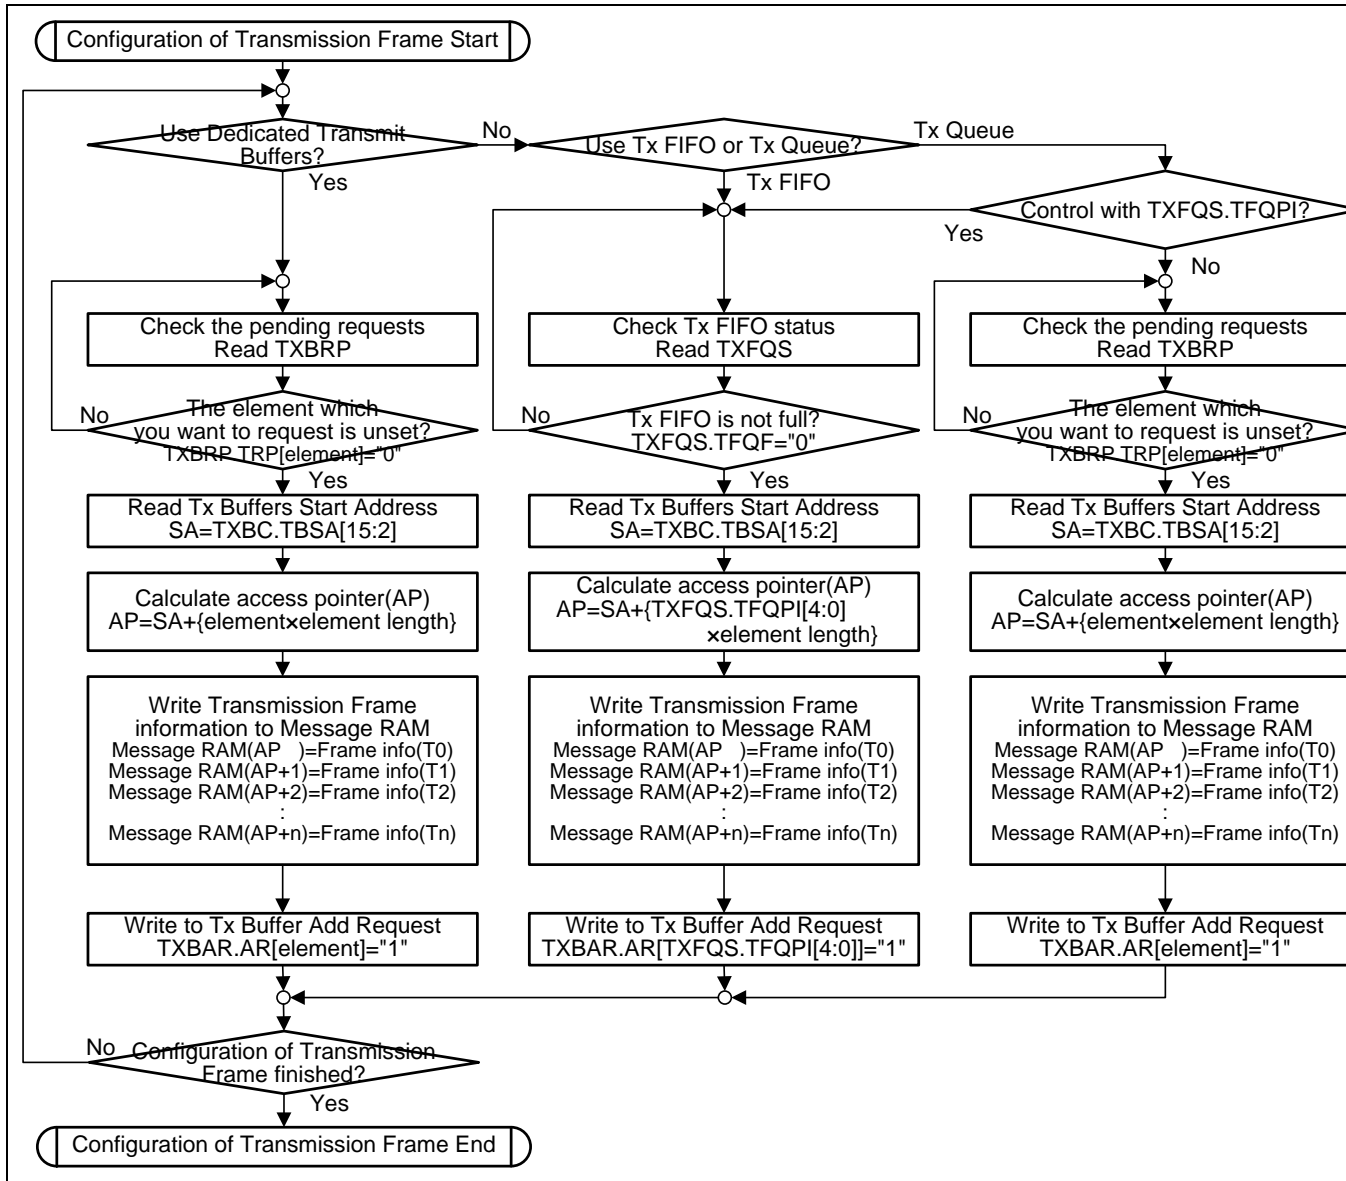 Configuration of Transmission Frame Start
Use Dedicated Transmit
Buffers?
No
Yes
Use Tx FIFO or Tx Queue?
Tx Queue
Tx FIFO
Control with TXFQS.TFQPI?
Yes
No
Check the pending requests
Read TXBRP
No
The element which
you want to request is unset?
TXBRP.TRP[element]="0"
Yes
Read Tx Buffers Start Address
SA=TXBC.TBSA[15:2]
Calculate access pointer(AP)
AP=SA+{element×element length}
Write Transmission Frame
information to Message RAM
Message RAM(AP   )=Frame info(T0)
Message RAM(AP+1)=Frame info(T1)
Message RAM(AP+2)=Frame info(T2)
:
Message RAM(AP+n)=Frame info(Tn)
Write to Tx Buffer Add Request
TXBAR.AR[element]="1"
Check Tx FIFO status
Read TXFQS
No
Tx FIFO is not full?
TXFQS.TFQF="0"
Yes
Read Tx Buffers Start Address
SA=TXBC.TBSA[15:2]
Calculate access pointer(AP)
AP=SA+{TXFQS.TFQPI[4:0]
×element length}
Write Transmission Frame
information to Message RAM
Message RAM(AP   )=Frame info(T0)
Message RAM(AP+1)=Frame info(T1)
Message RAM(AP+2)=Frame info(T2)
:
Message RAM(AP+n)=Frame info(Tn)
Write to Tx Buffer Add Request
TXBAR.AR[TXFQS.TFQPI[4:0]]="1"
Check the pending requests
Read TXBRP
No
The element which
you want to request is unset?
TXBRP.TRP[element]="0"
Yes
Read Tx Buffers Start Address
SA=TXBC.TBSA[15:2]
Calculate access pointer(AP)
AP=SA+{element×element length}
Write Transmission Frame
information to Message RAM
Message RAM(AP   )=Frame info(T0)
Message RAM(AP+1)=Frame info(T1)
Message RAM(AP+2)=Frame info(T2)
:
Message RAM(AP+n)=Frame info(Tn)
Write to Tx Buffer Add Request
TXBAR.AR[element]="1"
No
Configuration of Transmission
Frame finished?
Yes
Configuration of Transmission Frame End